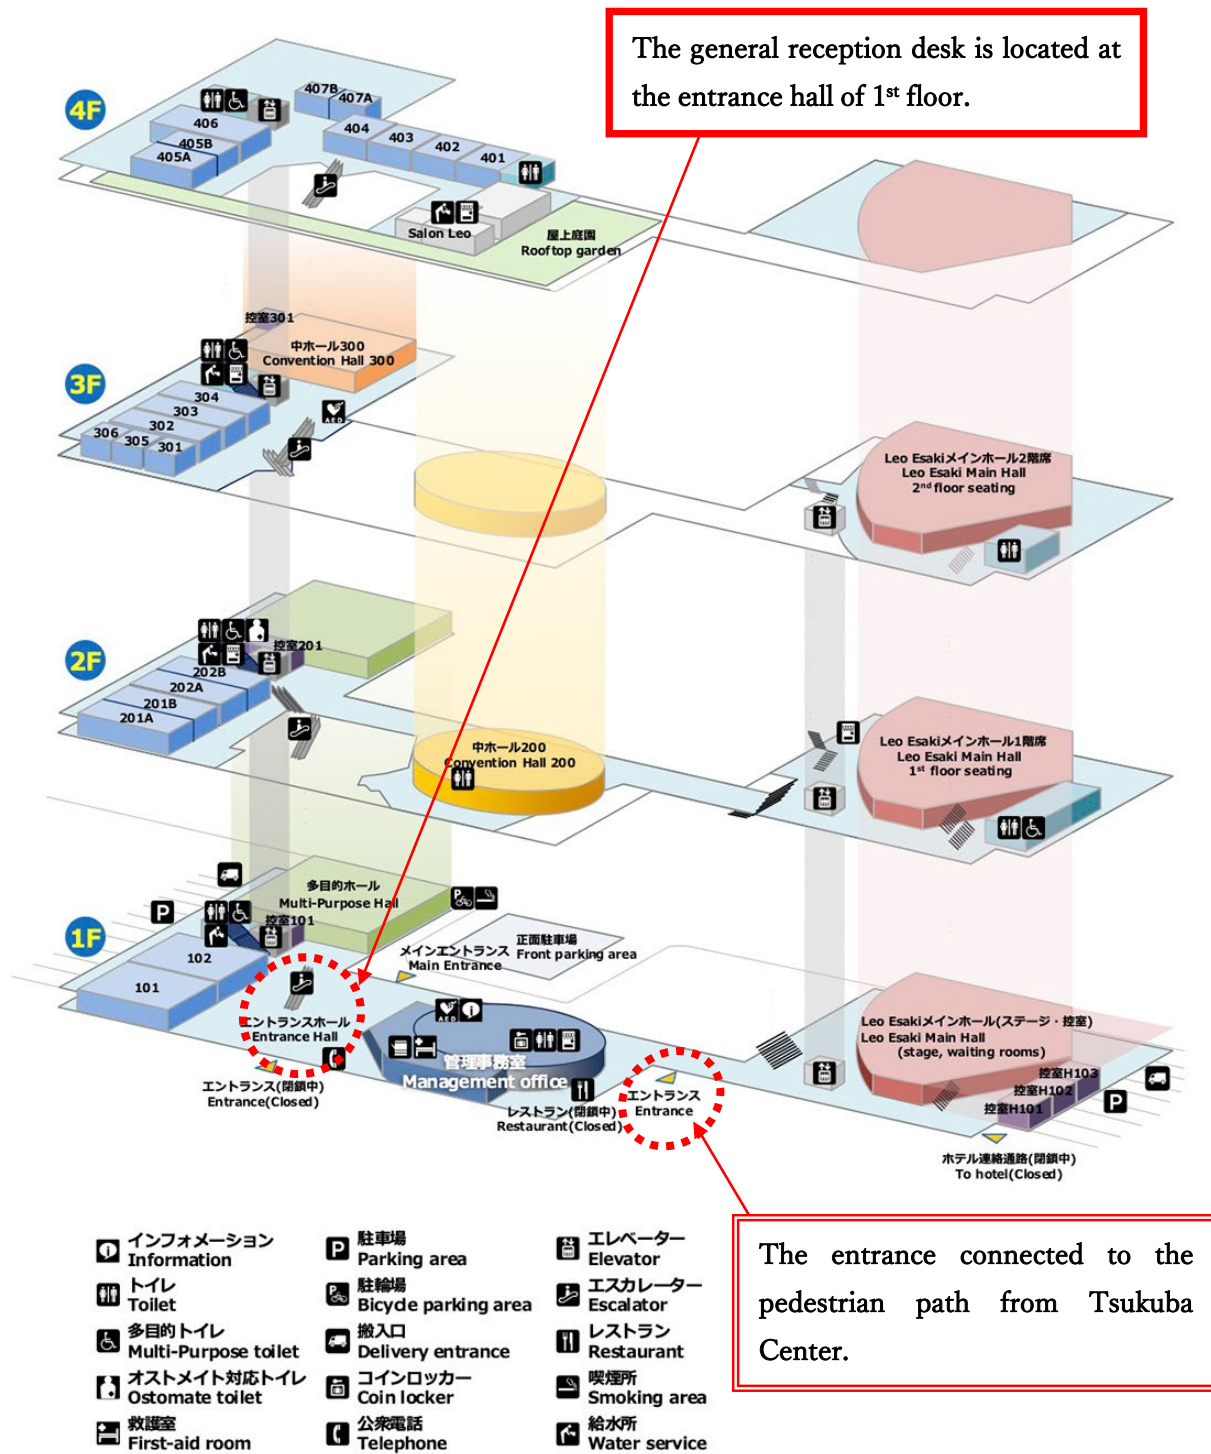 The general reception desk is located at
the entrance hall of 1st floor.
4F
407B
407A
406
405B
405A
404
403
402
401
Salon Leo
屋上庭園
Rooftop garden
控室301
中ホール300
Convention Hall 300
3F
304
303
302
306
305
301
AED
Leo Esakiメインホール2階席
Leo Esaki Main Hall
2nd floor seating
控室201
2F
202B
202A
201B
201A
中ホール200
Convention Hall 200
Leo Esakiメインホール1階席
Leo Esaki Main Hall
1st floor seating
多目的ホール
Multi-Purpose Hall
P
P
控室101
1F
102
101
メインエントランス
Main Entrance
正面駐車場
Front parking area
エントランスホール
Entrance Hall
AED
管理事務室
Management office
エントランス(閉鎖中)
Entrance(Closed)
レストラン(閉鎖中)
Restaurant(Closed)
エントランス
Entrance
Leo Esakiメインホール(ステージ・控室)
Leo Esaki Main Hall
(stage, waiting rooms)
控室H103
控室H102
控室H101
P
ホテル連絡通路(閉鎖中)
To hotel(Closed)
The entrance connected to the
pedestrian path from Tsukuba
Center.
インフォメーション
Information
トイレ
Toilet
多目的トイレ
Multi-Purpose toilet
オストメイト対応トイレ
Ostomate toilet
救護室
First-aid room
P
駐車場
Parking area
P
駐輪場
Bicycle parking area
搬入口
Delivery entrance
コインロッカー
Coin locker
公衆電話
Telephone
エレベーター
Elevator
エスカレーター
Escalator
レストラン
Restaurant
喫煙所
Smoking area
給水所
Water service